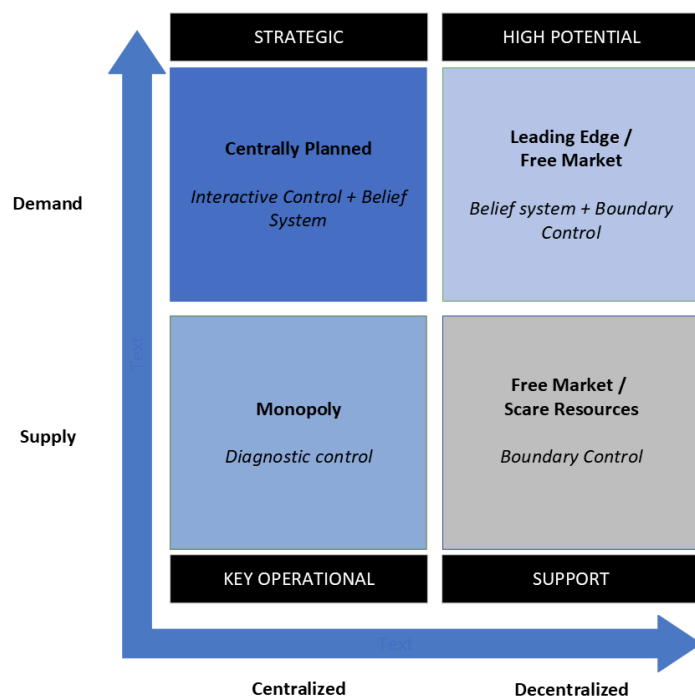 STRATEGIC
HIGH POTENTIAL
Demand
Centrally Planned
Interactive Control + Belief
System
Leading Edge /
Free Market
Belief system + Boundary
Control
Text
Supply
Monopoly
Diagnostic control
Free Market /
Scare Resources
Boundary Control
KEY OPERATIONAL
SUPPORT
Text
Centralized
Decentralized